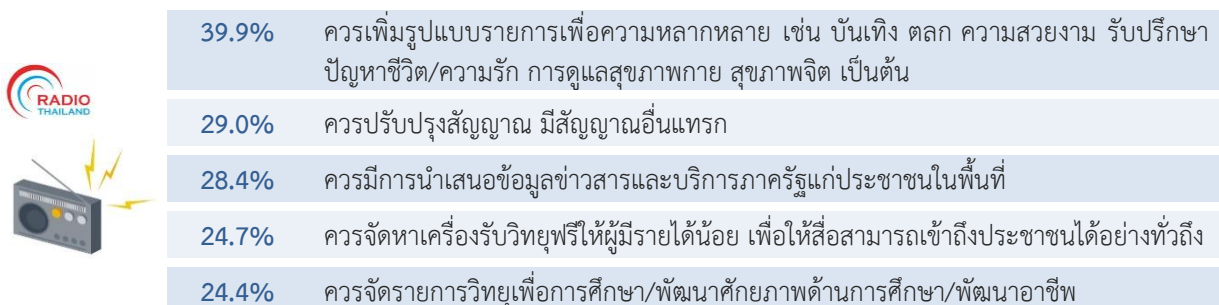 39.9% ควรเพิ่มรูปแบบรายการเพื่อความหลากหลาย เช่น บันเทิง ตลก ความสวยงาม รับปรึกษา
ปัญหาชีวิต/ความรัก การดูแลสุขภาพกาย สุขภาพจิต เป็นต้น
RADIO
THAILAND
29.0% ควรปรับปรุงสัญญาณ มีสัญญาณอื่นแทรก
28.4% ควรมีการนำเสนอข้อมูลข่าวสารและบริการภาครัฐแก่ประชาชนในพื้นที่
24.7% ควรจัดหาเครื่องรับวิทยุฟรีให้ผู้มีรายได้น้อย เพื่อให้สื่อสามารถเข้าถึงประชาชนได้อย่างทั่วถึง
24.4% ควรจัดรายการวิทยุเพื่อการศึกษา/พัฒนาศักยภาพด้านการศึกษา/พัฒนาอาชีพ